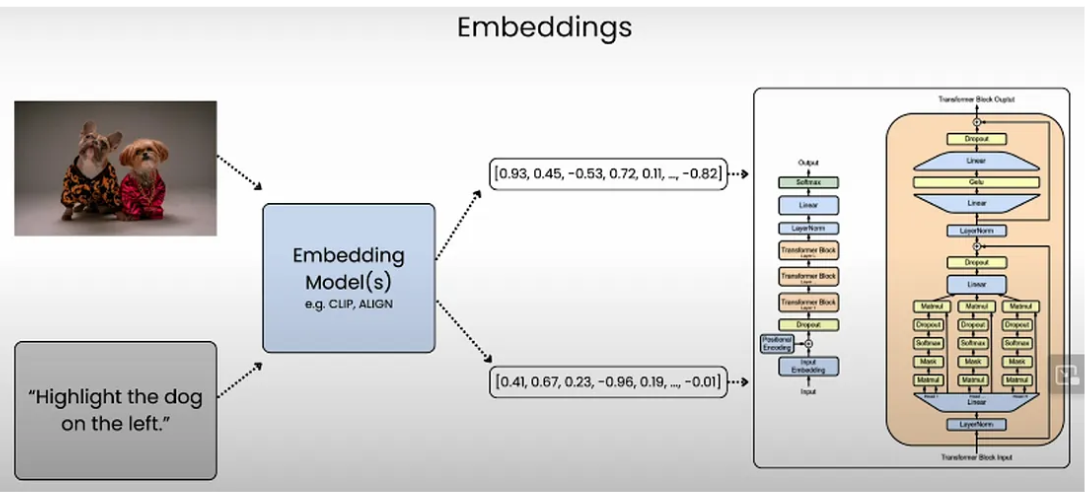 Embeddings
Embedding
Model(s)
e.g. CLIP, ALIGN
"Highlight the dog
on the left."
[0.93, 0.45, -0.53, 0.72, 0.11, ..., -0.82]
[0.41, 0.67, 0.23, -0.96, 0.19, ..., -0.01]
Output
Softmax
Linear
LayerNorm
Transformer Block
Transformer Block
Transformer Block
Dropout
Positional
Encoding
Input
Embedding
Input
Transformer Block Ouptut
Dropout
Linear
Gelu
Linear
LayerNorm
Dropout
Linear
Matmul Matmul Matmul
Dropout Dropout Dropout
Softmax Softmax Softmax
Mask Mask Mask
Matmul Matmul Matmul
Linear
LayerNorm
Transformer Block Input